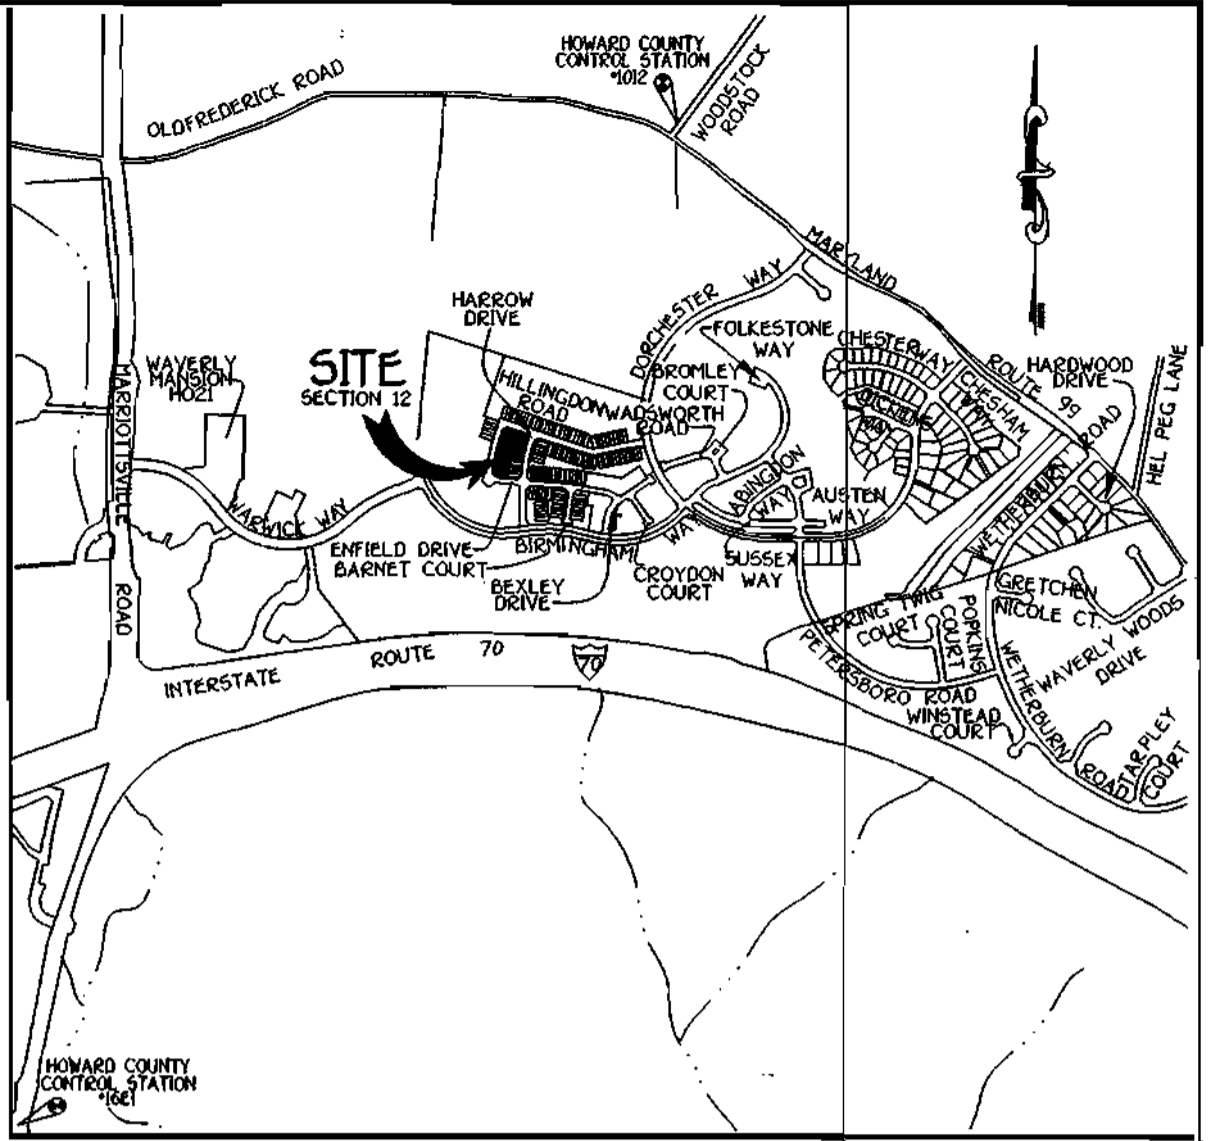 HOWARD COUNTY
CONTROL STATION
*1012
WOODSTOCK
ROAD
OLDFREDERICK ROAD
MARYLAND
ROUTE 99
DORCHESTER WAY
HARROW
DRIVE
FOLKESTONE
WAY
CHESTERWAY
HARDWOOD
DRIVE
HEL PEG LANE
WAVERLY
MANSION
HO21
SITE
SECTION 12
HILLINGDON
ROAD
WADSWORTH
ROAD
BROMLEY
COURT
DICKENS
WAY
CHESHAM
MARRIOTTSVILLE
ROAD
ABINGDON
WAY
AUSTEN
WAY
WETHERBURN ROAD
WARWICK WAY
ENFIELD DRIVE
BARNET COURT
BIRMINGHAM
WAY
BEXLEY
DRIVE
CROYDON
COURT
SUSSEX
WAY
GRETCHEN
NICOLE CT.
SPRING TWIG
COURT
POPKINS
COURT
WAVERLY WOODS
DRIVE
PETERSBORO ROAD
WINSTEAD
COURT
WETHERBURN
ROAD
TARPLEY
COURT
INTERSTATE ROUTE 70
70
HOWARD COUNTY
CONTROL STATION